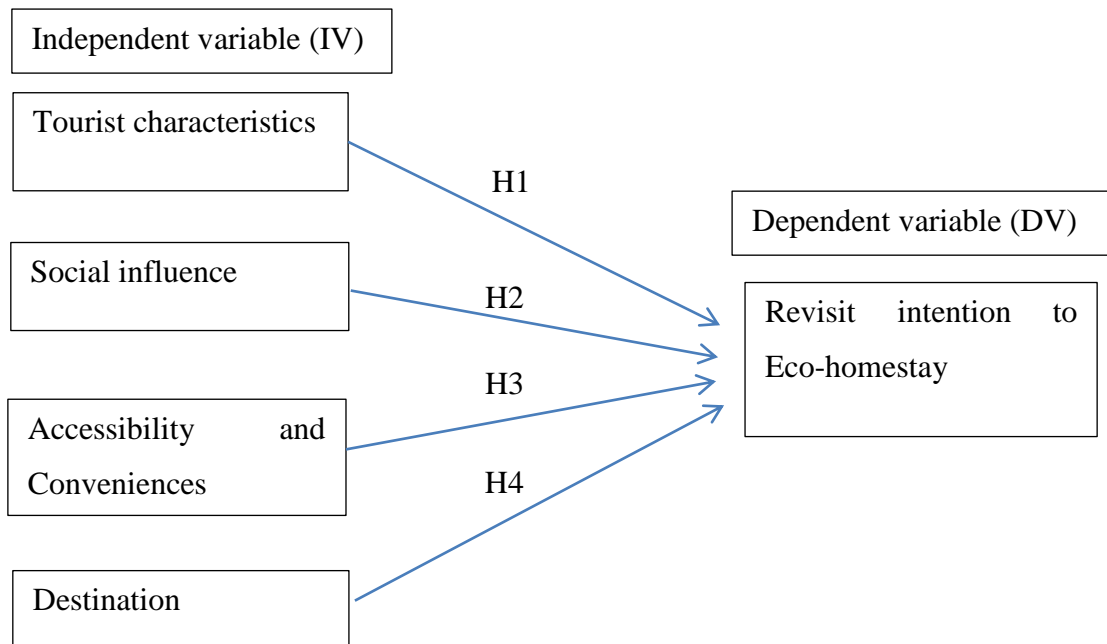 Independent variable (IV)
Tourist characteristics
H1
Dependent variable (DV)
Social influence
H2
Revisit intention to
Eco-homestay
H3
Accessibility and
Conveniences
H4
Destination